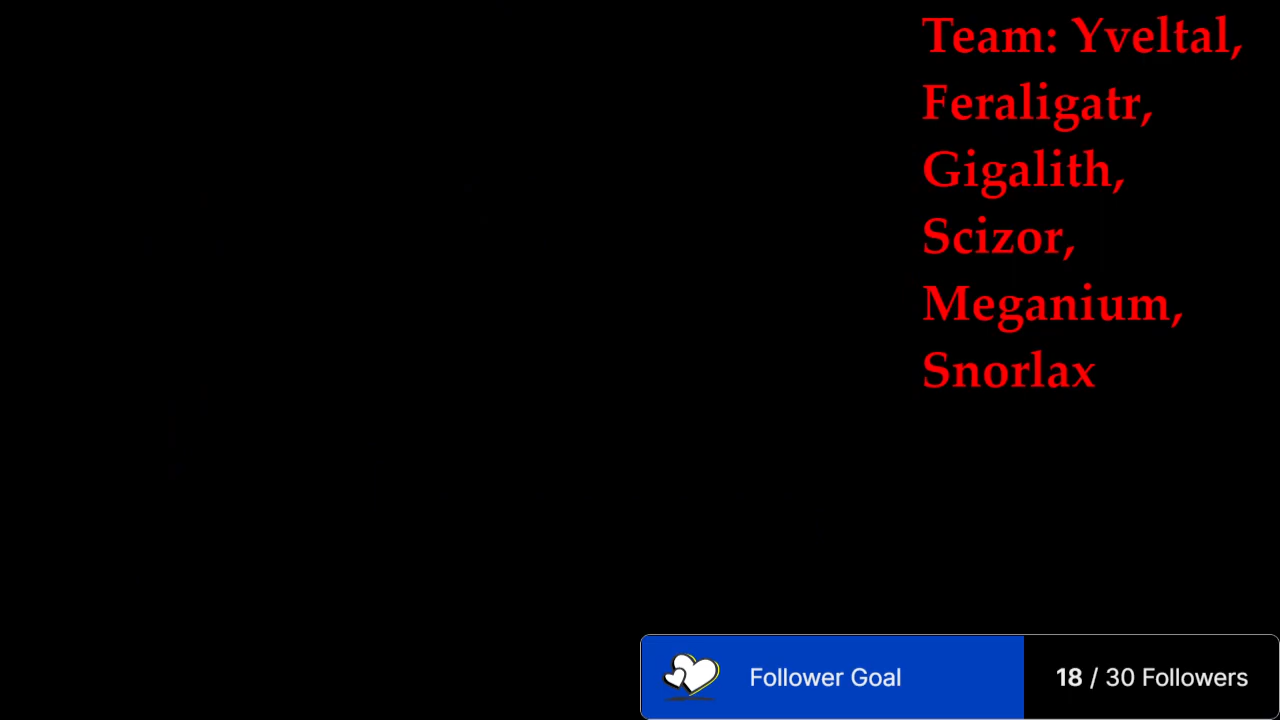 Team: Yveltal,
Feraligatr,
Gigalith,
Scizor,
Meganium,
Snorlax
Follower Goal
18 / 30 Followers